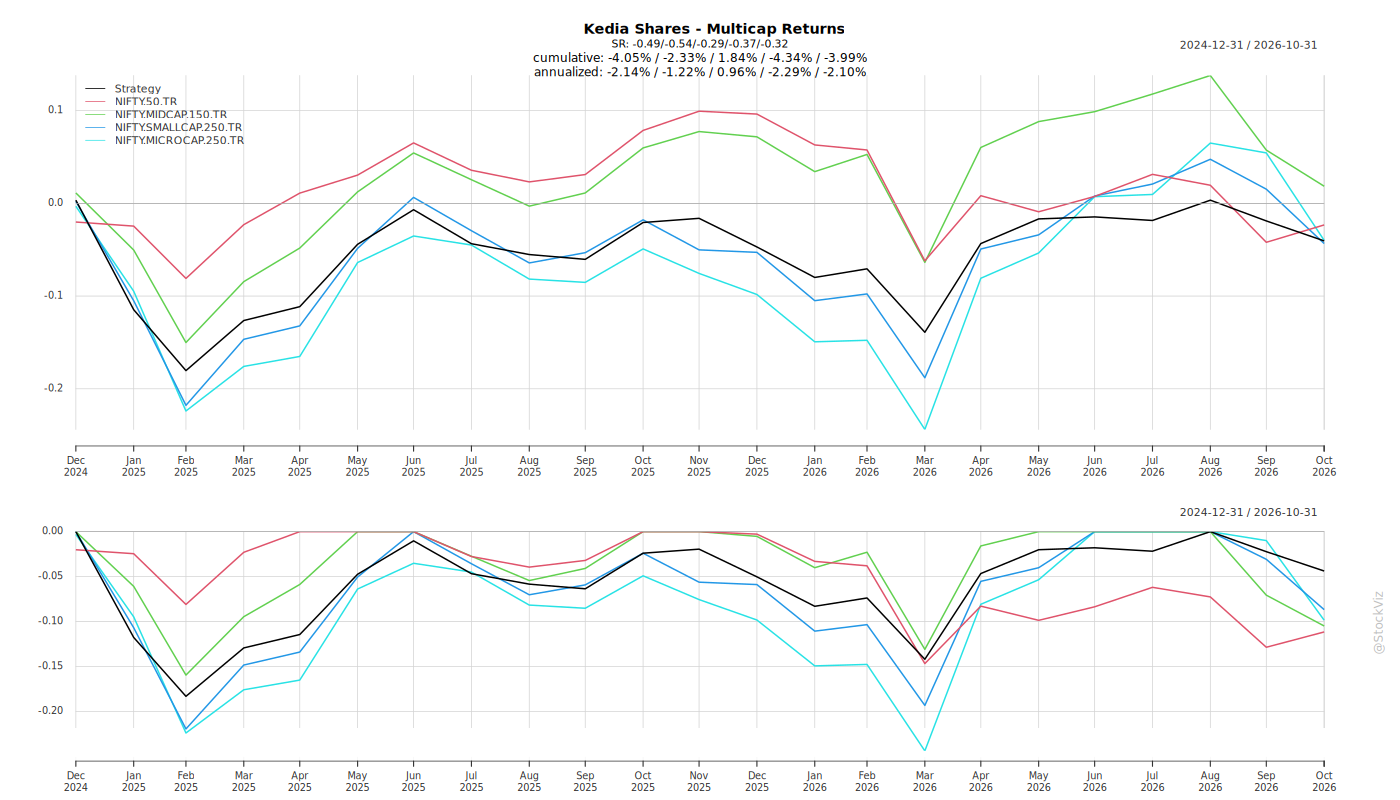 Kedia Shares - Multicap Returns
SR: -0.49/-0.54/-0.29/-0.37/-0.32
cumulative: -4.05% / -2.33% / 1.84% / -4.34% / -3.99%
annualized: -2.14% / -1.22% / 0.96% / -2.29% / -2.10%
2024-12-31 / 2026-10-31
Strategy
NIFTY.50.TR
NIFTY.MIDCAP.150.TR
NIFTY.SMALLCAP.250.TR
NIFTY.MICROCAP.250.TR
0.1
0.0
-0.1
-0.2
Dec Jan Feb Mar Apr May Jun Jul Aug Sep Oct Nov Dec Jan Feb Mar Apr May Jun Jul Aug Sep Oct
2024 2025 2025 2025 2025 2025 2025 2025 2025 2025 2025 2025 2025 2026 2026 2026 2026 2026 2026 2026 2026 2026 2026
2024-12-31 / 2026-10-31
0.00
-0.05
-0.10
-0.15
-0.20
Dec Jan Feb Mar Apr May Jun Jul Aug Sep Oct Nov Dec Jan Feb Mar Apr May Jun Jul Aug Sep Oct
2024 2025 2025 2025 2025 2025 2025 2025 2025 2025 2025 2025 2025 2026 2026 2026 2026 2026 2026 2026 2026 2026 2026
@StockViz